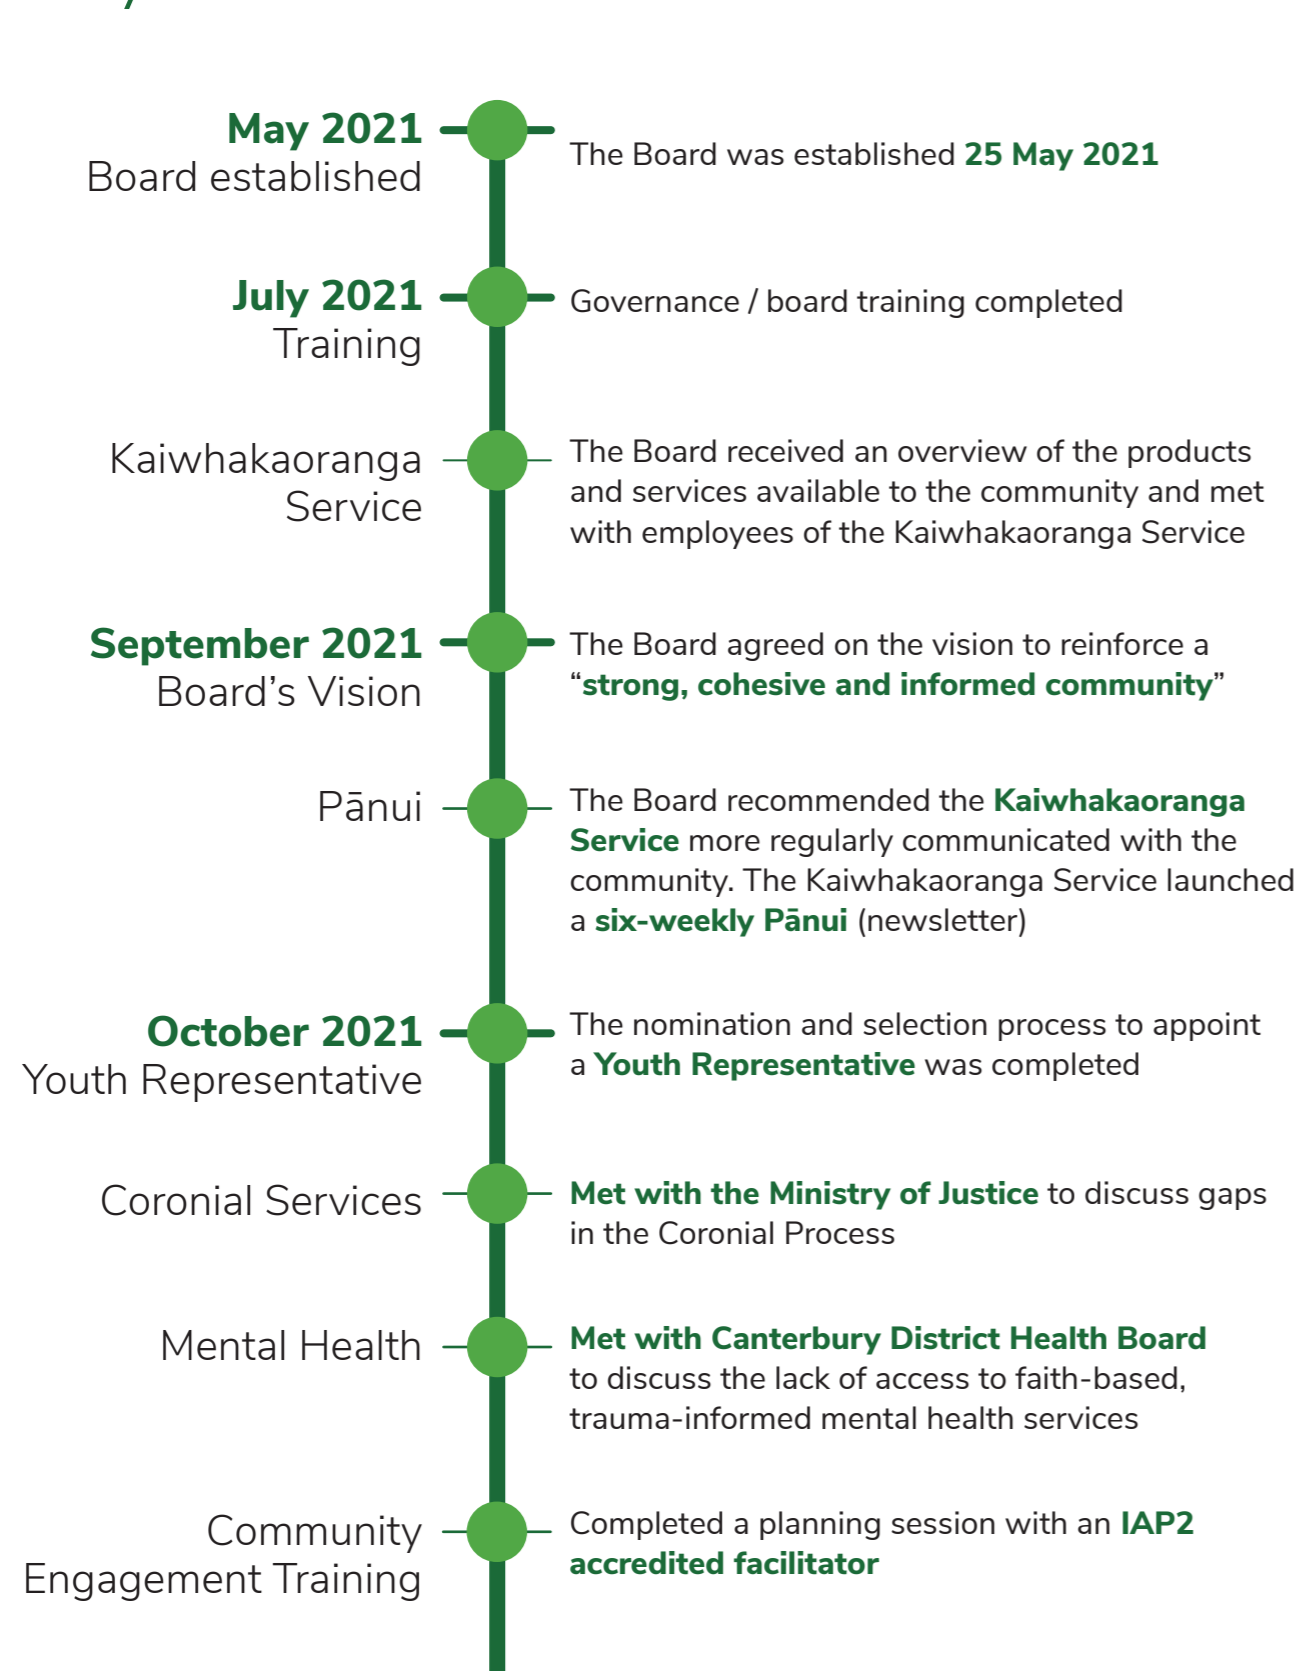 May 2021
Board established
The Board was established 25 May 2021
July 2021
Training
Governance / board training completed
Kaiwhakaoranga
Service
The Board received an overview of the products
and services available to the community and met
with employees of the Kaiwhakaoranga Service
September 2021
Board’s Vision
The Board agreed on the vision to reinforce a
“strong, cohesive and informed community”
Pānui
The Board recommended the Kaiwhakaoranga
Service more regularly communicated with the
community. The Kaiwhakaoranga Service launched
a six-weekly Pānui (newsletter)
October 2021
Youth Representative
The nomination and selection process to appoint
a Youth Representative was completed
Coronial Services
Met with the Ministry of Justice to discuss gaps
in the Coronial Process
Mental Health
Met with Canterbury District Health Board
to discuss the lack of access to faith-based,
trauma-informed mental health services
Community
Engagement Training
Completed a planning session with an IAP2
accredited facilitator